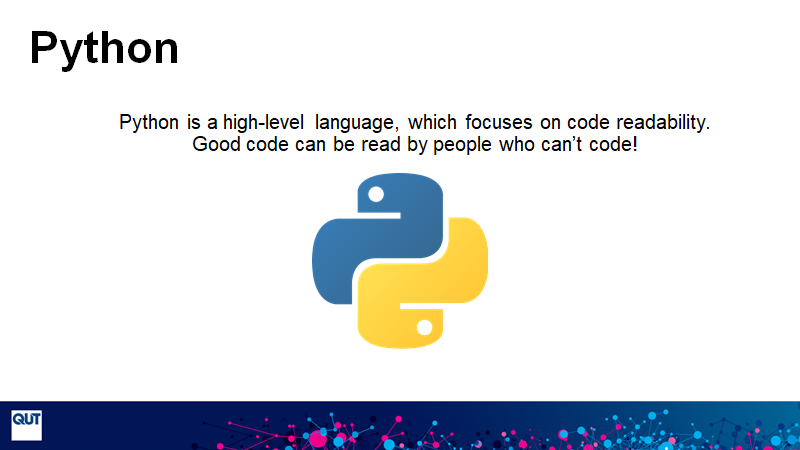 Python
Python is a high-level language, which focuses on code readability.
Good code can be read by people who can't code!
QUT